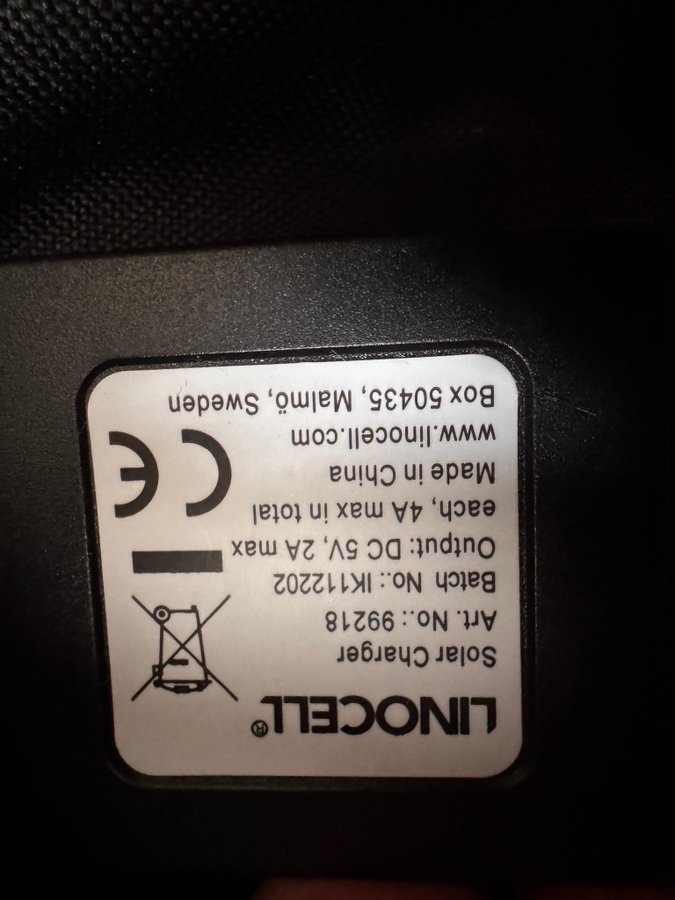 LINOCELL®
Solar Charger
Art. No.: 99218
Batch No.: IK112202
Output: DC 5V, 2A max
each, 4A max in total
Made in China
www.linocell.com
Box 50435, Malmö, Sweden
CE